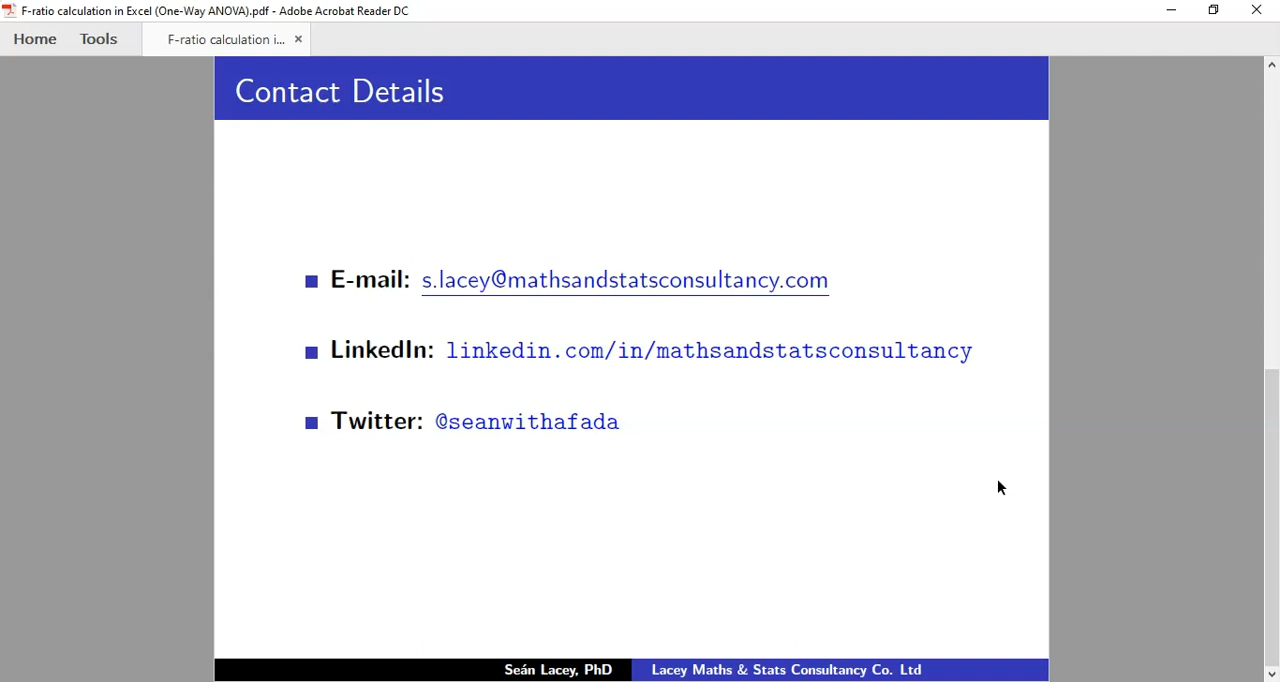 F-ratio calculation in Excel (One-Way ANOVA).pdf - Adobe Acrobat Reader DC
Home Tools F-ratio calculation i... ×
Contact Details
E-mail: s.lacey@mathsandstatsconsultancy.com
LinkedIn: linkedin.com/in/mathsandstatsconsultancy
Twitter: @seanwithafada
Seán Lacey, PhD Lacey Maths & Stats Consultancy Co. Ltd